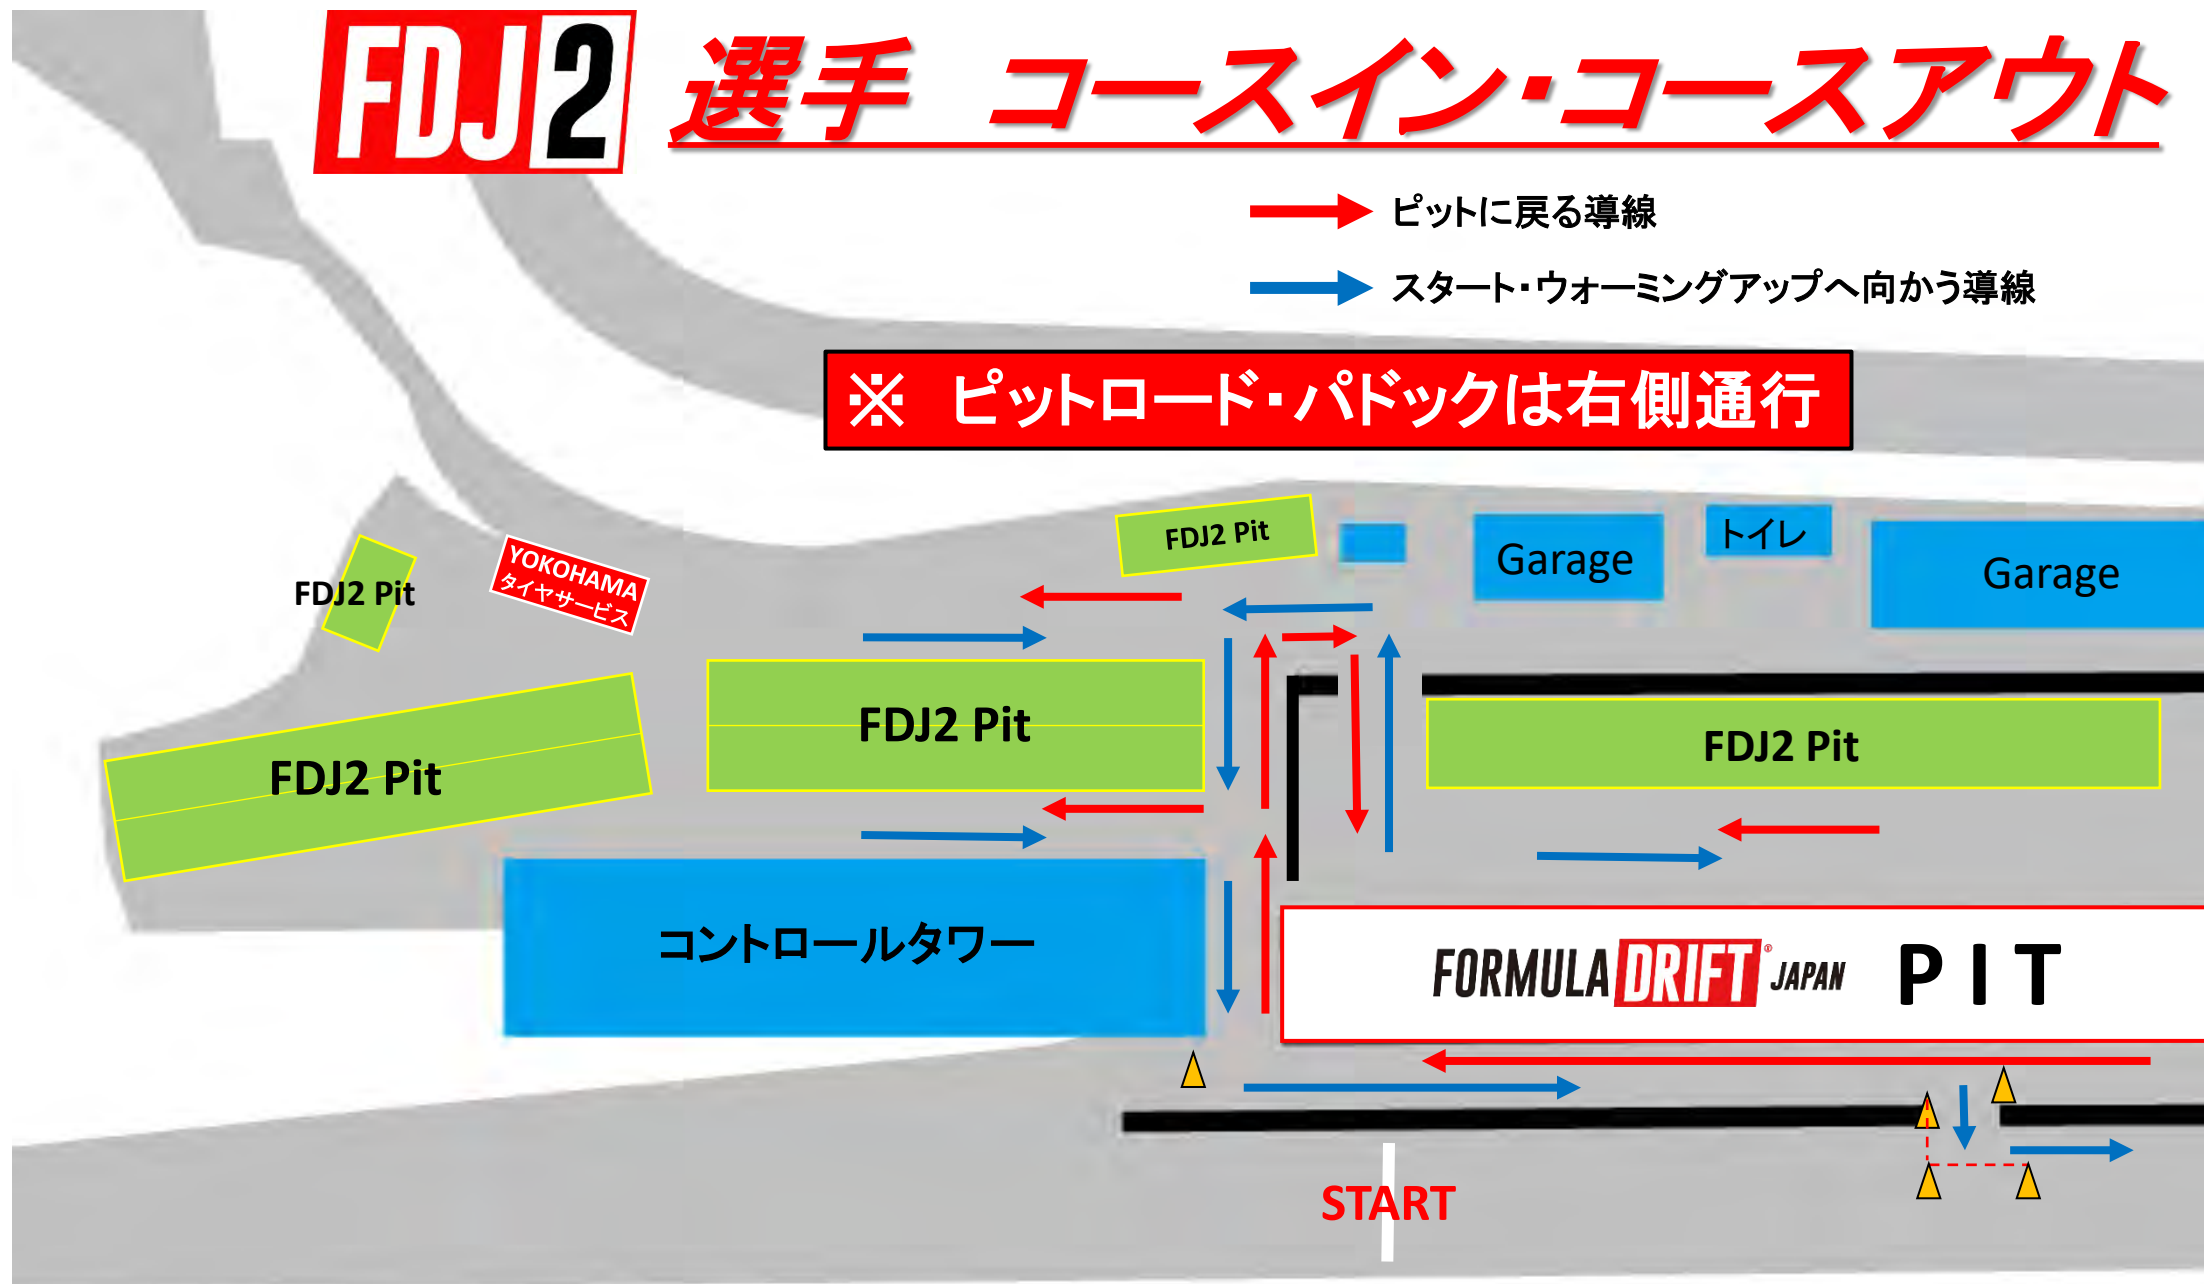 FDJ2 選手　コースイン・コースアウト
ピットに戻る導線
スタート・ウォーミングアップへ向かう導線
※　ピットロード・パドックは右側通行
FDJ2 Pit
Garage
トイレ
Garage
FDJ2 Pit
YOKOHAMA
タイヤサービス
FDJ2 Pit
FDJ2 Pit
FDJ2 Pit
コントロールタワー
FORMULA DRIFT® JAPAN PIT
START